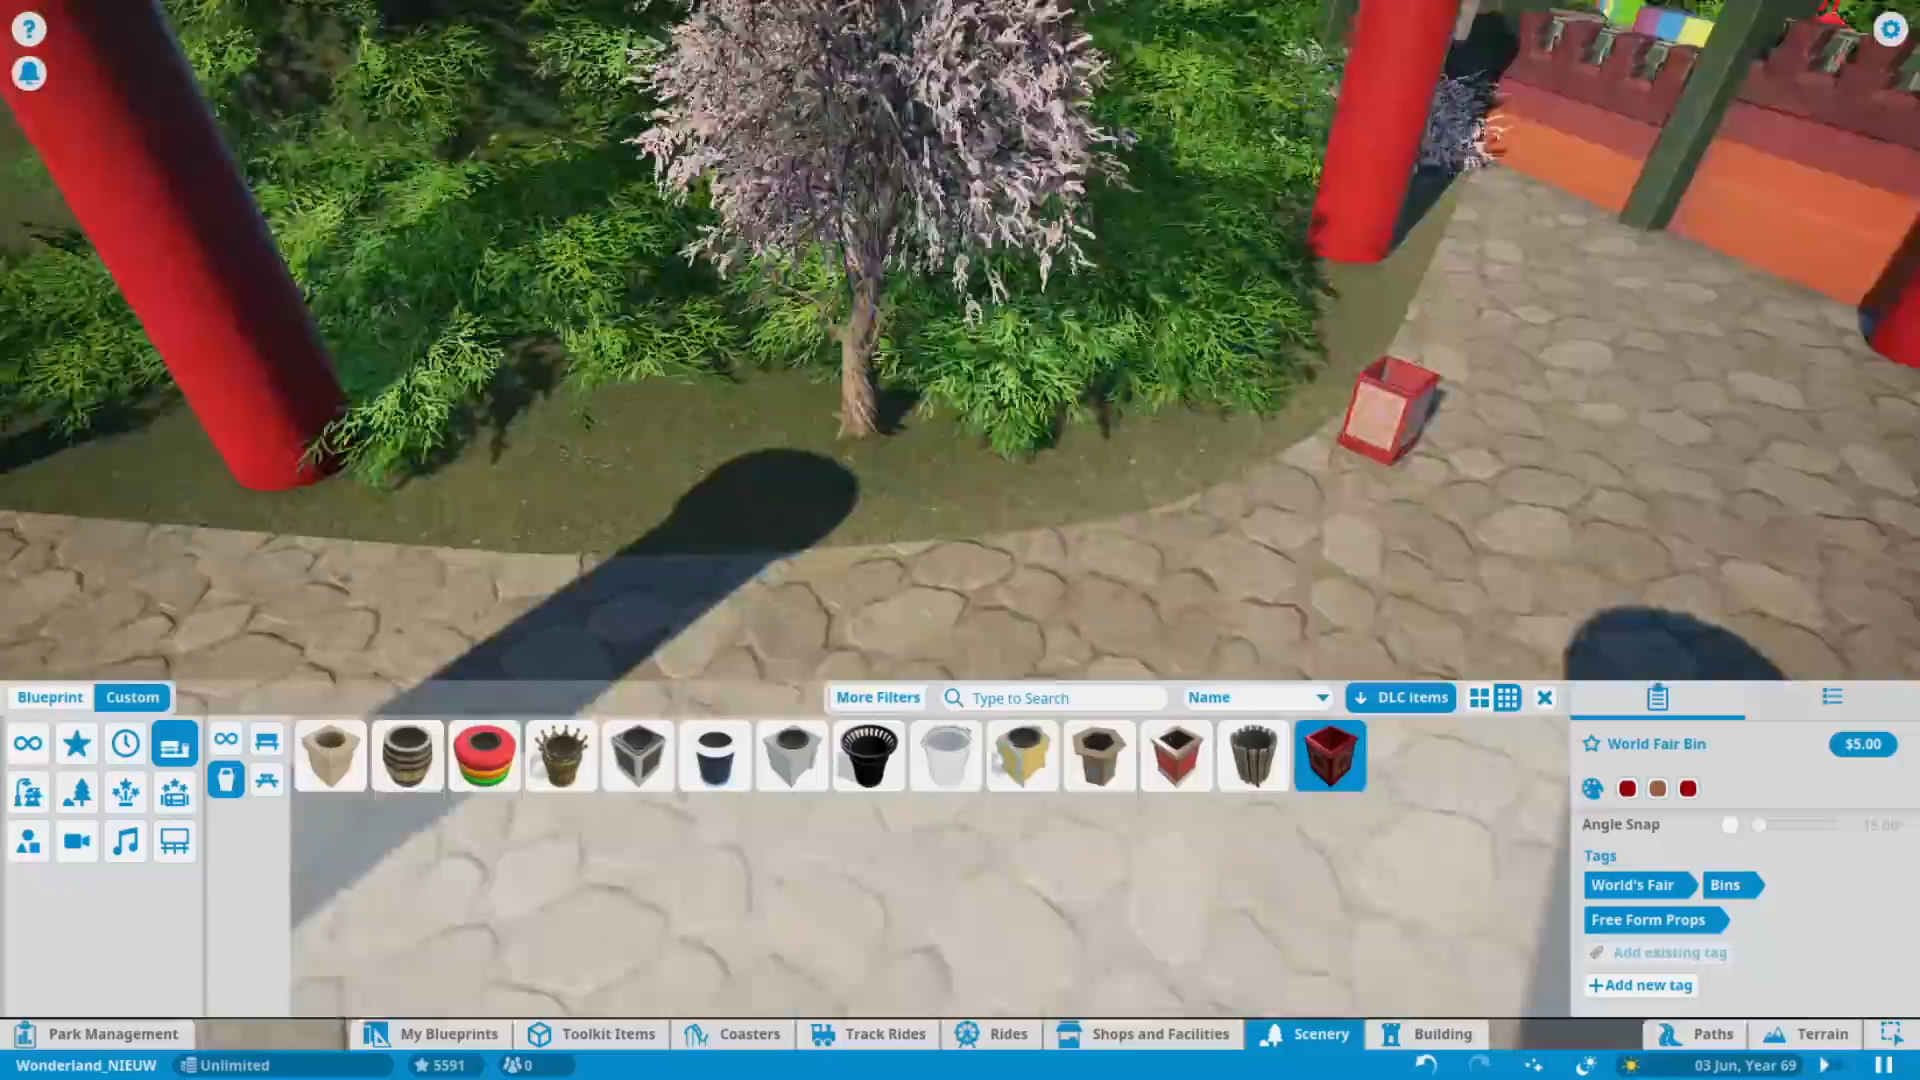 ?
Blueprint
Custom
More Filters
Type to Search
Name
DLC items
World Fair Bin
$5.00
Angle Snap
15.00°
Tags
World's Fair
Bins
Free Form Props
Add existing tag
+Add new tag
Park Management
My Blueprints
Toolkit Items
Coasters
Track Rides
Rides
Shops and Facilities
Scenery
Building
Paths
Terrain
Wonderland_NIEUW
Unlimited
5591
0
03 Jun, Year 69